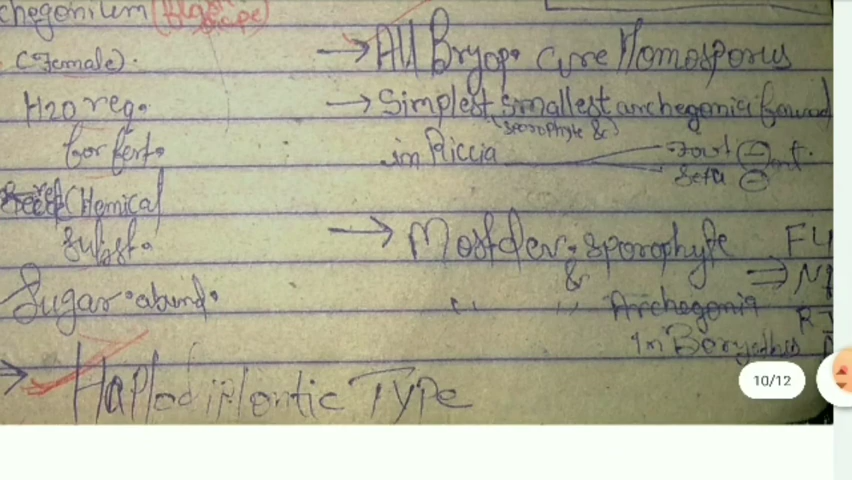 chegonium
(Female).
H2O req.
for fert.
Chemical
Subst.
Sugar abund.
→ All Bryop. are Homosporus
→ Simplest, smallest archegonia found
(sporophyte &)
in Riccia
Foot ⊖ nt.
Seta ⊖
→ Most dev. sporophyte
&
" " Archegonia
in
→ Haplodiplontic Type
10/12